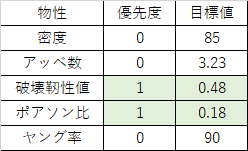 物性 優先度 目標値
密度 0 85
アッベ数 0 3.23
破壊靭性値 1 0.48
ポアソン比 1 0.18
ヤング率 0 90